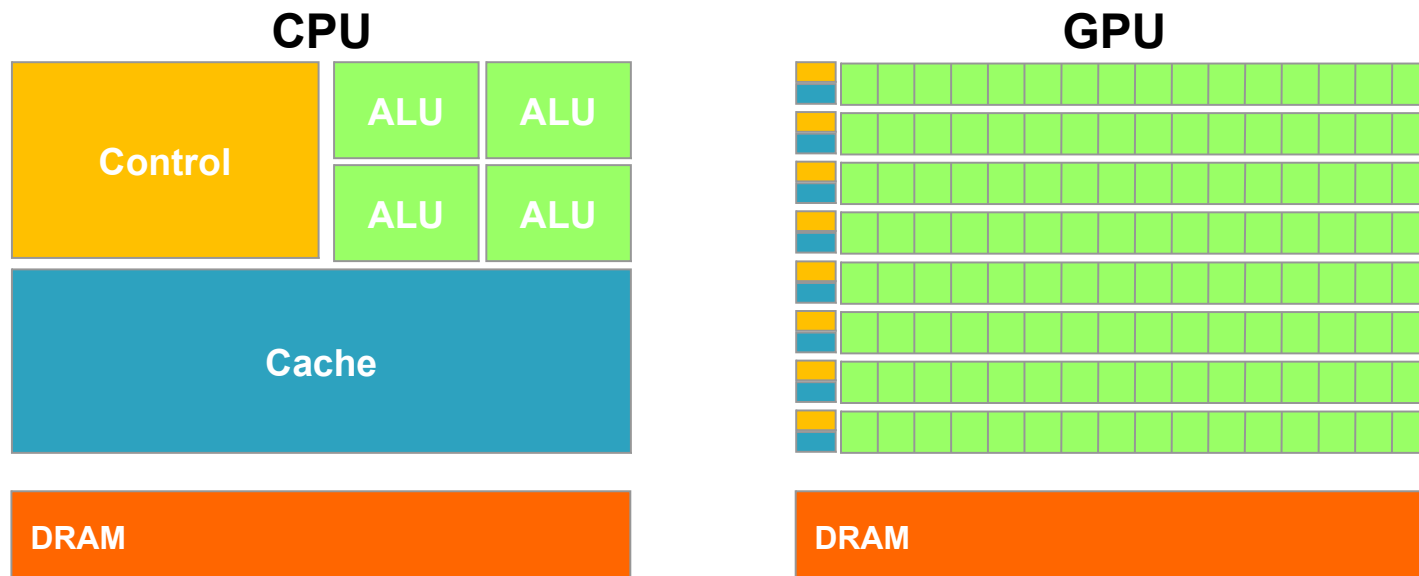 CPU
GPU
Control
ALU ALU
ALU ALU
Cache
DRAM
DRAM